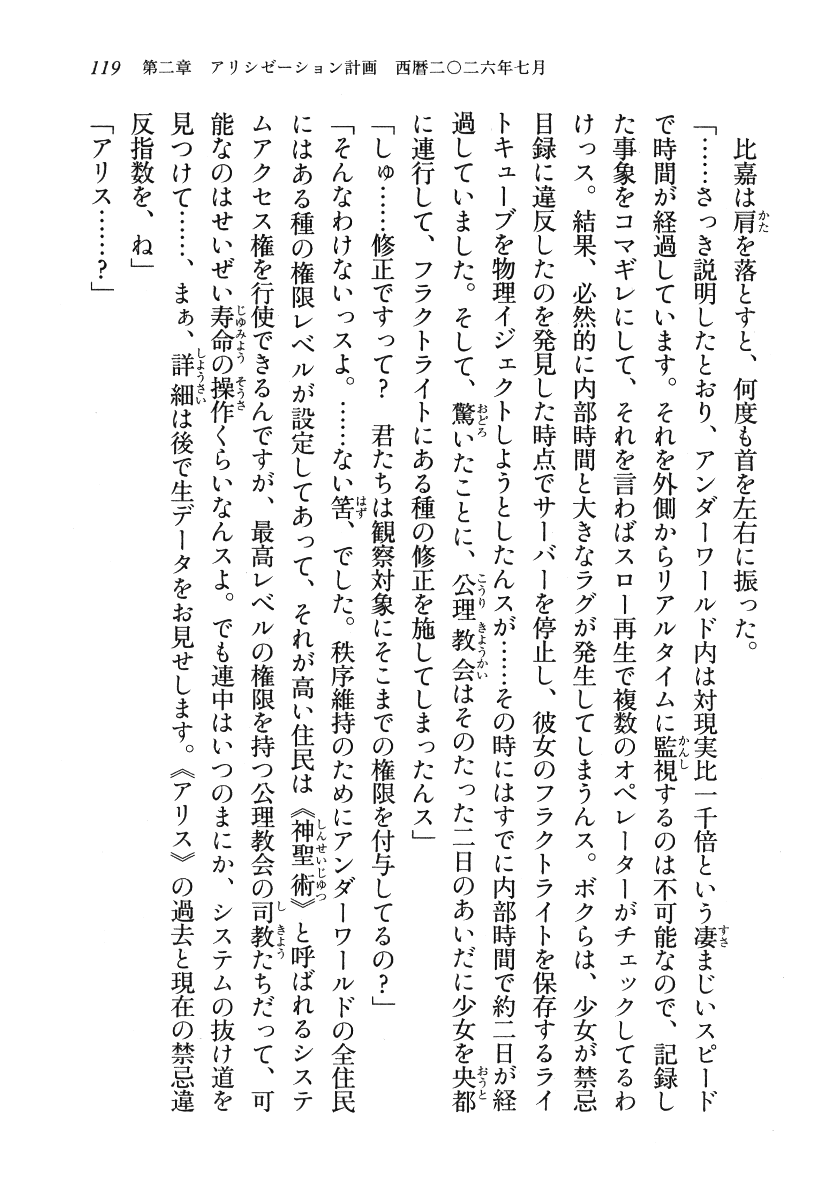 119 第二章 アリシゼーション計画 西暦二〇二六年七月
　比嘉は肩を落とすと、何度も首を左右に振った。
「……さっき説明したとおり、アンダーワールド内は対現実比一千倍という凄まじいスピード
で時間が経過しています。それを外側からリアルタイムに監視するのは不可能なので、記録し
た事象をコマギレにして、それを言わばスロー再生で複数のオペレーターがチェックしてるわ
けっス。結果、必然的に内部時間と大きなラグが発生してしまうんス。ボクらは、少女が禁忌
目録に違反したのを発見した時点でサーバーを停止し、彼女のフラクトライトを保存するライ
トキューブを物理イジェクトしようとしたんスが……その時にはすでに内部時間で約二日が経
過していました。そして、驚いたことに、公理教会はそのたった二日のあいだに少女を央都
に連行して、フラクトライトにある種の修正を施してしまったんス」
「しゅ……修正ですって？　君たちは観察対象にそこまでの権限を付与してるの？」
「そんなわけないっスよ。……ない筈、でした。秩序維持のためにアンダーワールドの全住民
にはある種の権限レベルが設定してあって、それが高い住民は《神聖術》と呼ばれるシステ
ムアクセス権を行使できるんですが、最高レベルの権限を持つ公理教会の司教たちだって、可
能なのはせいぜい寿命の操作くらいなんスよ。でも連中はいつのまにか、システムの抜け道を
見つけて……、まぁ、詳細は後で生データをお見せします。《アリス》の過去と現在の禁忌違
反指数を、ね」
「アリス……？」